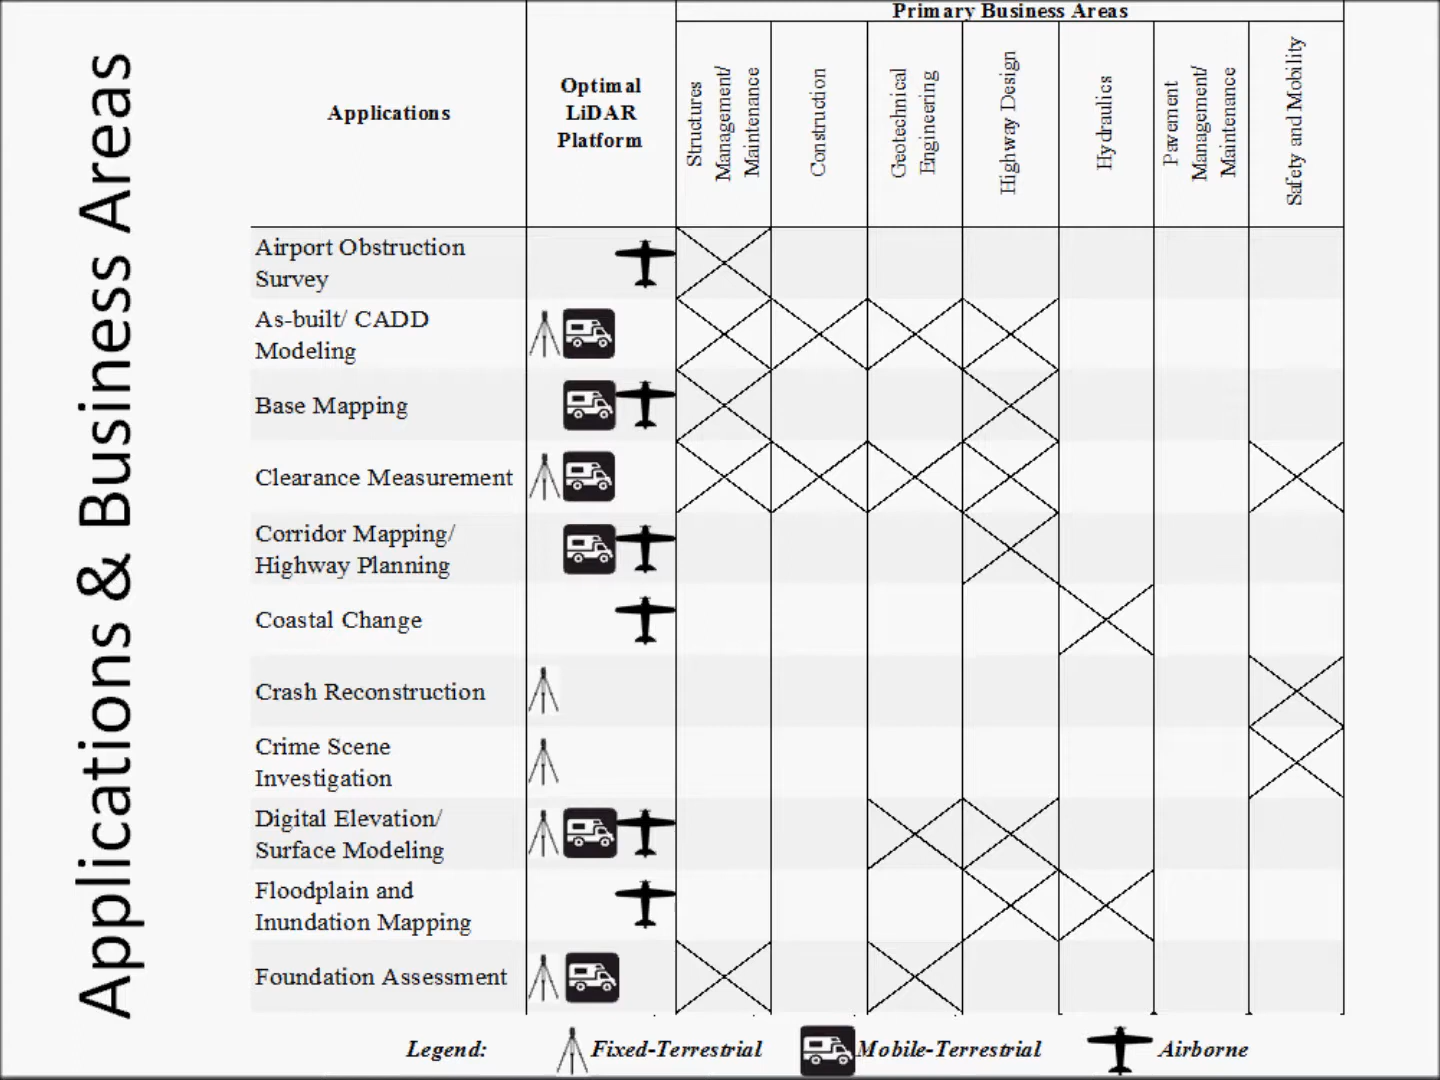 Applications & Business Areas
Primary Business Areas
Applications
Optimal
LiDAR
Platform
Structures
Management/
Maintenance
Construction
Geotechnical
Engineering
Highway Design
Hydraulics
Pavement
Management/
Maintenance
Safety and Mobility
Airport Obstruction
Survey
As-built/ CADD
Modeling
Base Mapping
Clearance Measurement
Corridor Mapping/
Highway Planning
Coastal Change
Crash Reconstruction
Crime Scene
Investigation
Digital Elevation/
Surface Modeling
Floodplain and
Inundation Mapping
Foundation Assessment
Legend: Fixed-Terrestrial Mobile-Terrestrial Airborne